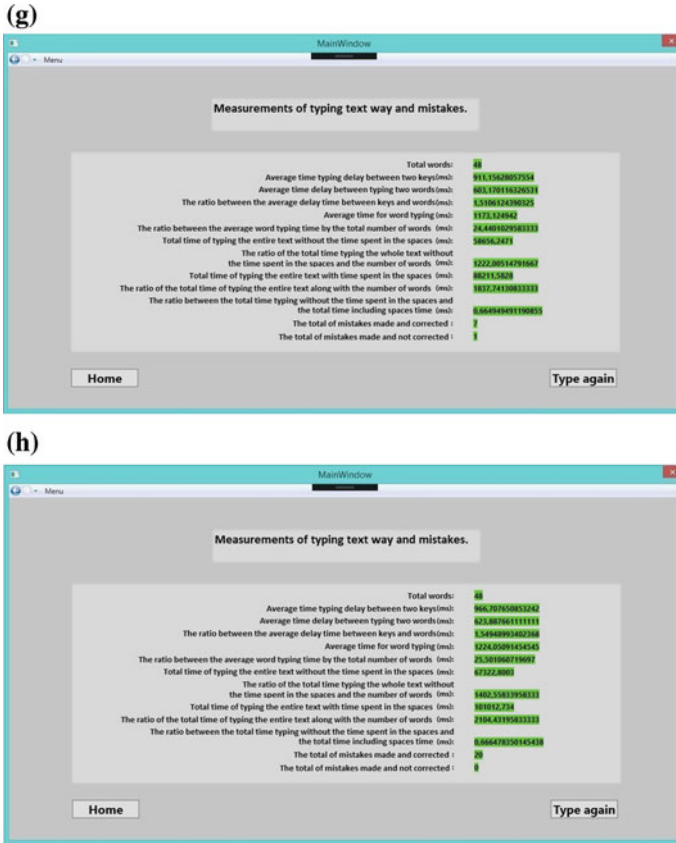 (g)
MainWindow
Menu
Measurements of typing text way and mistakes.
Total words: 48
Average time typing delay between two keys(ms): 911,15628057554
Average time delay between typing two words(ms): 603,170116326531
The ratio between the average delay time between keys and words(ms): 1,5106124390325
Average time for word typing (ms): 1173,124942
The ratio between the average word typing time by the total number of words (ms): 24,4401029583333
Total time of typing the entire text without the time spent in the spaces (ms): 58656,2471
The ratio of the total time typing the whole text without
the time spent in the spaces and the number of words (ms): 1222,00514791667
Total time of typing the entire text with time spent in the spaces (ms): 88211,5828
The ratio of the total time of typing the entire text along with the number of words (ms): 1837,74130833333
The ratio between the total time typing without the time spent in the spaces and
the total time including spaces time (ms): 0,664949491190855
The total of mistakes made and corrected : 7
The total of mistakes made and not corrected : 1
Home
Type again
(h)
MainWindow
Menu
Measurements of typing text way and mistakes.
Total words: 48
Average time typing delay between two keys(ms): 966,707650853242
Average time delay between typing two words(ms): 623,887661111111
The ratio between the average delay time between keys and words(ms): 1,54948993402368
Average time for word typing (ms): 1224,05091454545
The ratio between the average word typing time by the total number of words (ms): 25,501060719697
Total time of typing the entire text without the time spent in the spaces (ms): 67322,8003
The ratio of the total time typing the whole text without
the time spent in the spaces and the number of words (ms): 1402,55833958333
Total time of typing the entire text with time spent in the spaces (ms): 101012,734
The ratio of the total time of typing the entire text along with the number of words (ms): 2104,43195833333
The ratio between the total time typing without the time spent in the spaces and
the total time including spaces time (ms): 0,666478350145438
The total of mistakes made and corrected : 20
The total of mistakes made and not corrected : 0
Home
Type again